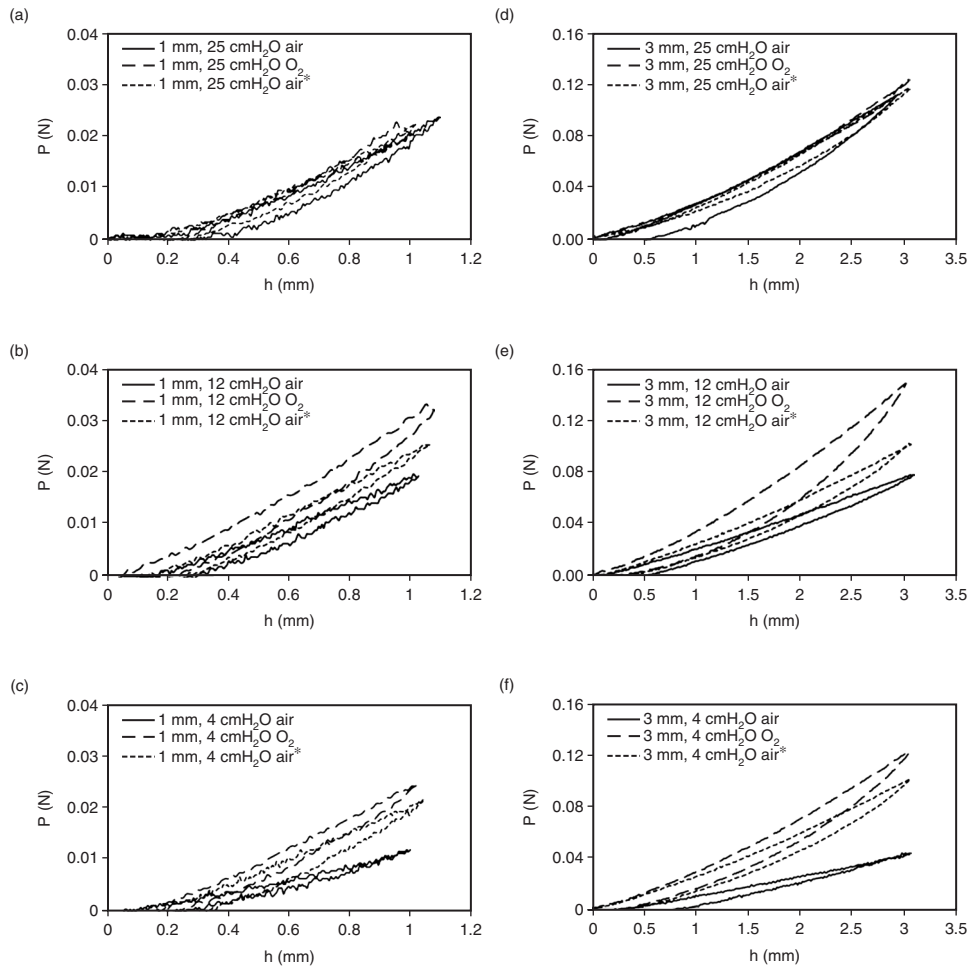 (a)
0.04
0.03
0.02
0.01
0
P (N)
1 mm, 25 cmH₂O air
1 mm, 25 cmH₂O O₂
1 mm, 25 cmH₂O air*
0 0.2 0.4 0.6 0.8 1 1.2
h (mm)
(d)
0.16
0.12
0.08
0.04
0.00
P (N)
3 mm, 25 cmH₂O air
3 mm, 25 cmH₂O O₂
3 mm, 25 cmH₂O air*
0 0.5 1 1.5 2 2.5 3 3.5
h (mm)
(b)
0.04
0.03
0.02
0.01
0
P (N)
1 mm, 12 cmH₂O air
1 mm, 12 cmH₂O O₂
1 mm, 12 cmH₂O air*
0 0.2 0.4 0.6 0.8 1 1.2
h (mm)
(e)
0.16
0.12
0.08
0.04
0.00
P (N)
3 mm, 12 cmH₂O air
3 mm, 12 cmH₂O O₂
3 mm, 12 cmH₂O air*
0 0.5 1 1.5 2 2.5 3 3.5
h (mm)
(c)
0.04
0.03
0.02
0.01
0
P (N)
1 mm, 4 cmH₂O air
1 mm, 4 cmH₂O O₂
1 mm, 4 cmH₂O air*
0 0.2 0.4 0.6 0.8 1 1.2
h (mm)
(f)
0.16
0.12
0.08
0.04
0.00
P (N)
3 mm, 4 cmH₂O air
3 mm, 4 cmH₂O O₂
3 mm, 4 cmH₂O air*
0 0.5 1 1.5 2 2.5 3 3.5
h (mm)